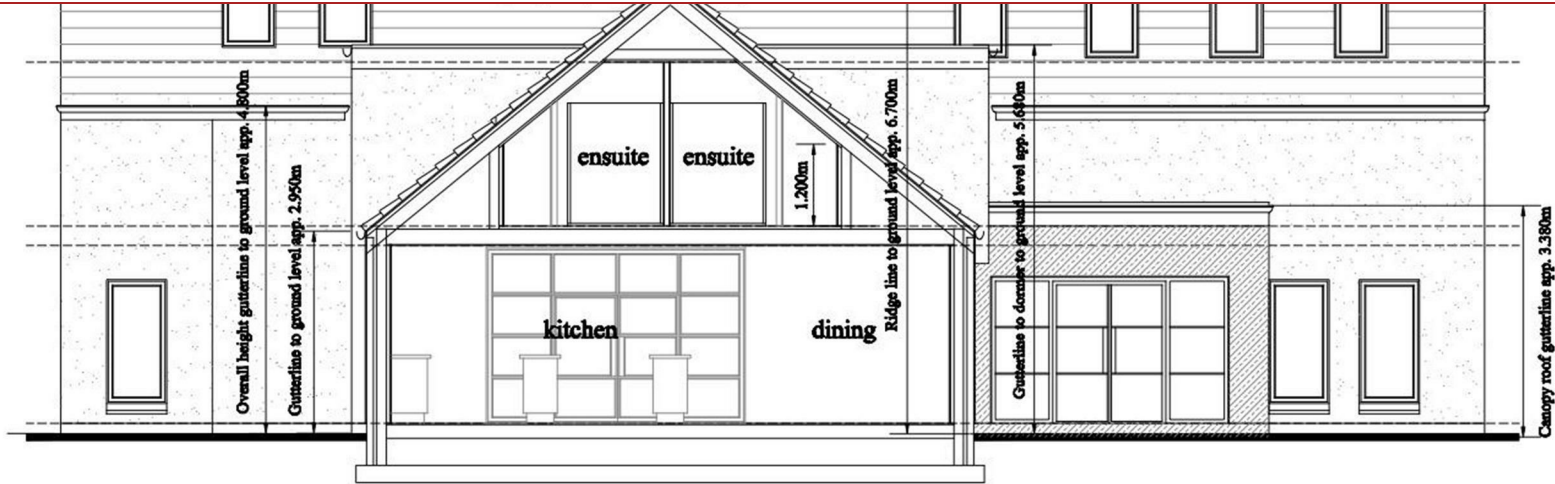 Overall height gutterline to ground level app. 4.800m
Gutterline to ground level app. 2.950m
ensuite
ensuite
1.200m
Ridge line to ground level app. 6.700m
Gutterline to dormer to ground level app. 5.680m
kitchen
dining
Canopy roof gutterline app. 3.380m